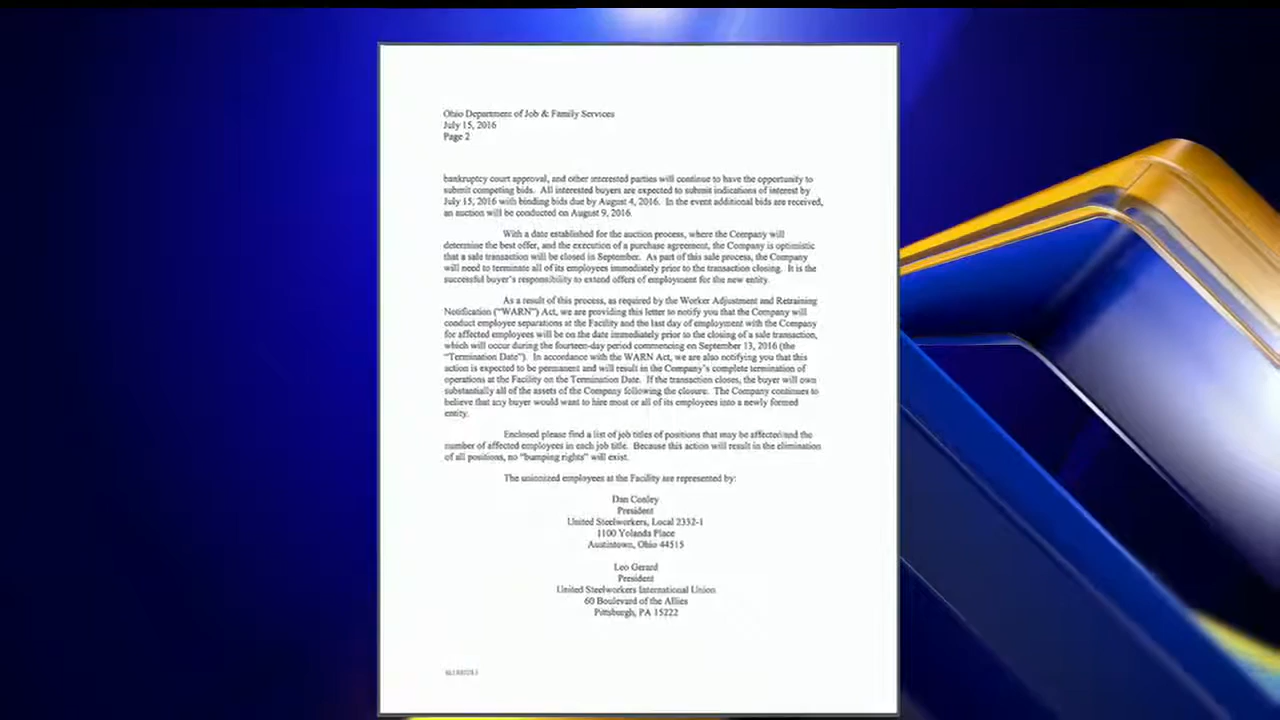 Ohio Department of Job & Family Services
July 15, 2016
Page 2
bankruptcy court approval, and other interested parties will continue to have the opportunity to
submit competing bids. All interested buyers are expected to submit indications of interest by
July 15, 2016 with binding bids due by August 4, 2016. In the event additional bids are received,
an auction will be conducted on August 9, 2016.
With a date established for the auction process, where the Company will
determine the best offer, and the execution of a purchase agreement, the Company is optimistic
that a sale transaction will be closed in September. As part of this sale process, the Company
will need to terminate all of its employees immediately prior to the transaction closing. It is the
successful buyer's responsibility to extend offers of employment for the new entity.
As a result of this process, as required by the Worker Adjustment and Retraining
Notification ("WARN") Act, we are providing this letter to notify you that the Company will
conduct employee separations at the Facility and the last day of employment with the Company
for affected employees will be on the date immediately prior to the closing of a sale transaction,
which will occur during the fourteen-day period commencing on September 13, 2016 (the
"Termination Date"). In accordance with the WARN Act, we are also notifying you that this
action is expected to be permanent and will result in the Company's complete termination of
operations at the Facility on the Termination Date. If the transaction closes, the buyer will own
substantially all of the assets of the Company following the closure. The Company continues to
believe that any buyer would want to hire most or all of its employees into a newly formed
entity.
Enclosed please find a list of job titles of positions that may be affected and the
number of affected employees in each job title. Because this action will result in the elimination
of all positions, no "bumping rights" will exist.
The unionized employees at the Facility are represented by:
Dan Conley
President
United Steelworkers, Local 2332-1
1100 Yolanda Place
Austintown, Ohio 44515
Leo Gerard
President
United Steelworkers International Union
60 Boulevard of the Allies
Pittsburgh, PA 15222